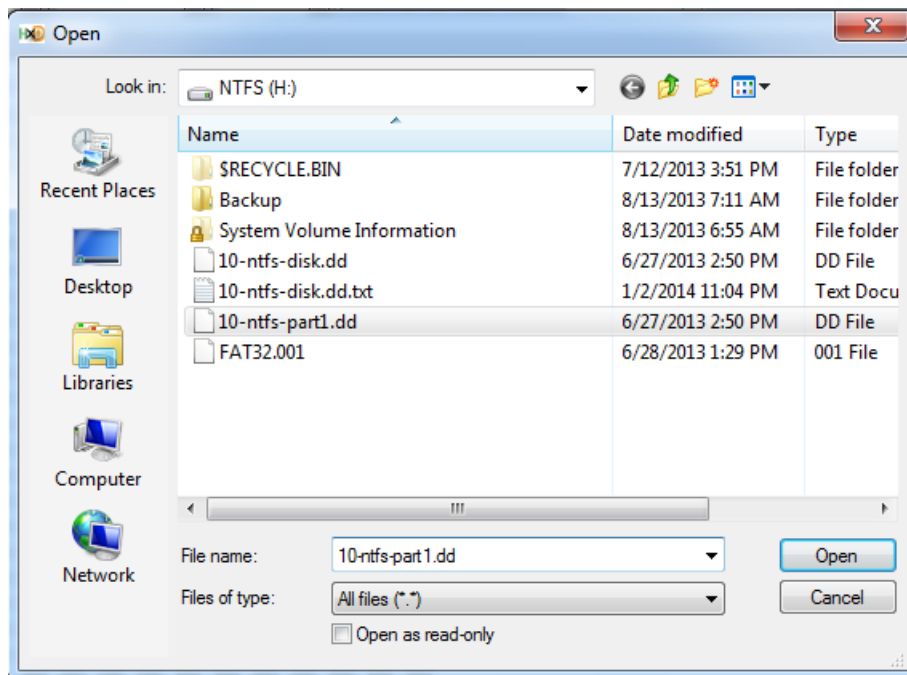 Open
Look in: NTFS (H:)
Name Date modified Type
$RECYCLE.BIN 7/12/2013 3:51 PM File folder
Backup 8/13/2013 7:11 AM File folder
System Volume Information 8/13/2013 6:55 AM File folder
10-ntfs-disk.dd 6/27/2013 2:50 PM DD File
10-ntfs-disk.dd.txt 1/2/2014 11:04 PM Text Docu
10-ntfs-part1.dd 6/27/2013 2:50 PM DD File
FAT32.001 6/28/2013 1:29 PM 001 File
Recent Places
Desktop
Libraries
Computer
Network
File name: 10-ntfs-part1.dd Open
Files of type: All files (*.*) Cancel
Open as read-only